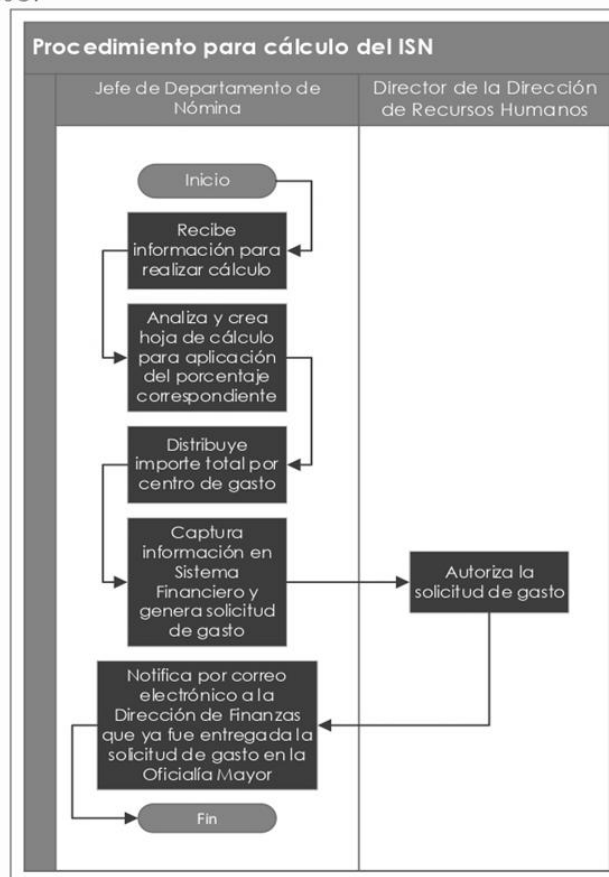 Procedimiento para cálculo del ISN
Jefe de Departamento de
Nómina
Director de la Dirección
de Recursos Humanos
Inicio
Recibe
información para
realizar cálculo
Analiza y crea
hoja de cálculo
para aplicación
del porcentaje
correspondiente
Distribuye
importe total por
centro de gasto
Captura
información en
Sistema
Financiero y
genera solicitud
de gasto
Autoriza la
solicitud de gasto
Notifica por correo
electrónico a la
Dirección de Finanzas
que ya fue entregada la
solicitud de gasto en la
Oficialía Mayor
Fin